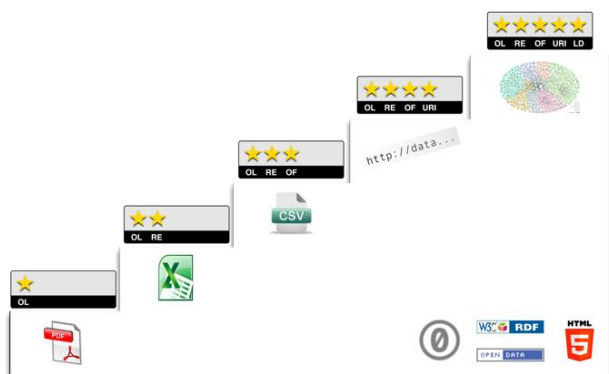 OL RE OF URI LD
OL RE OF URI
http://data...
OL RE OF
CSV
OL RE
X
OL
PDF
0
W3C RDF
HTML
5
OPEN DATA